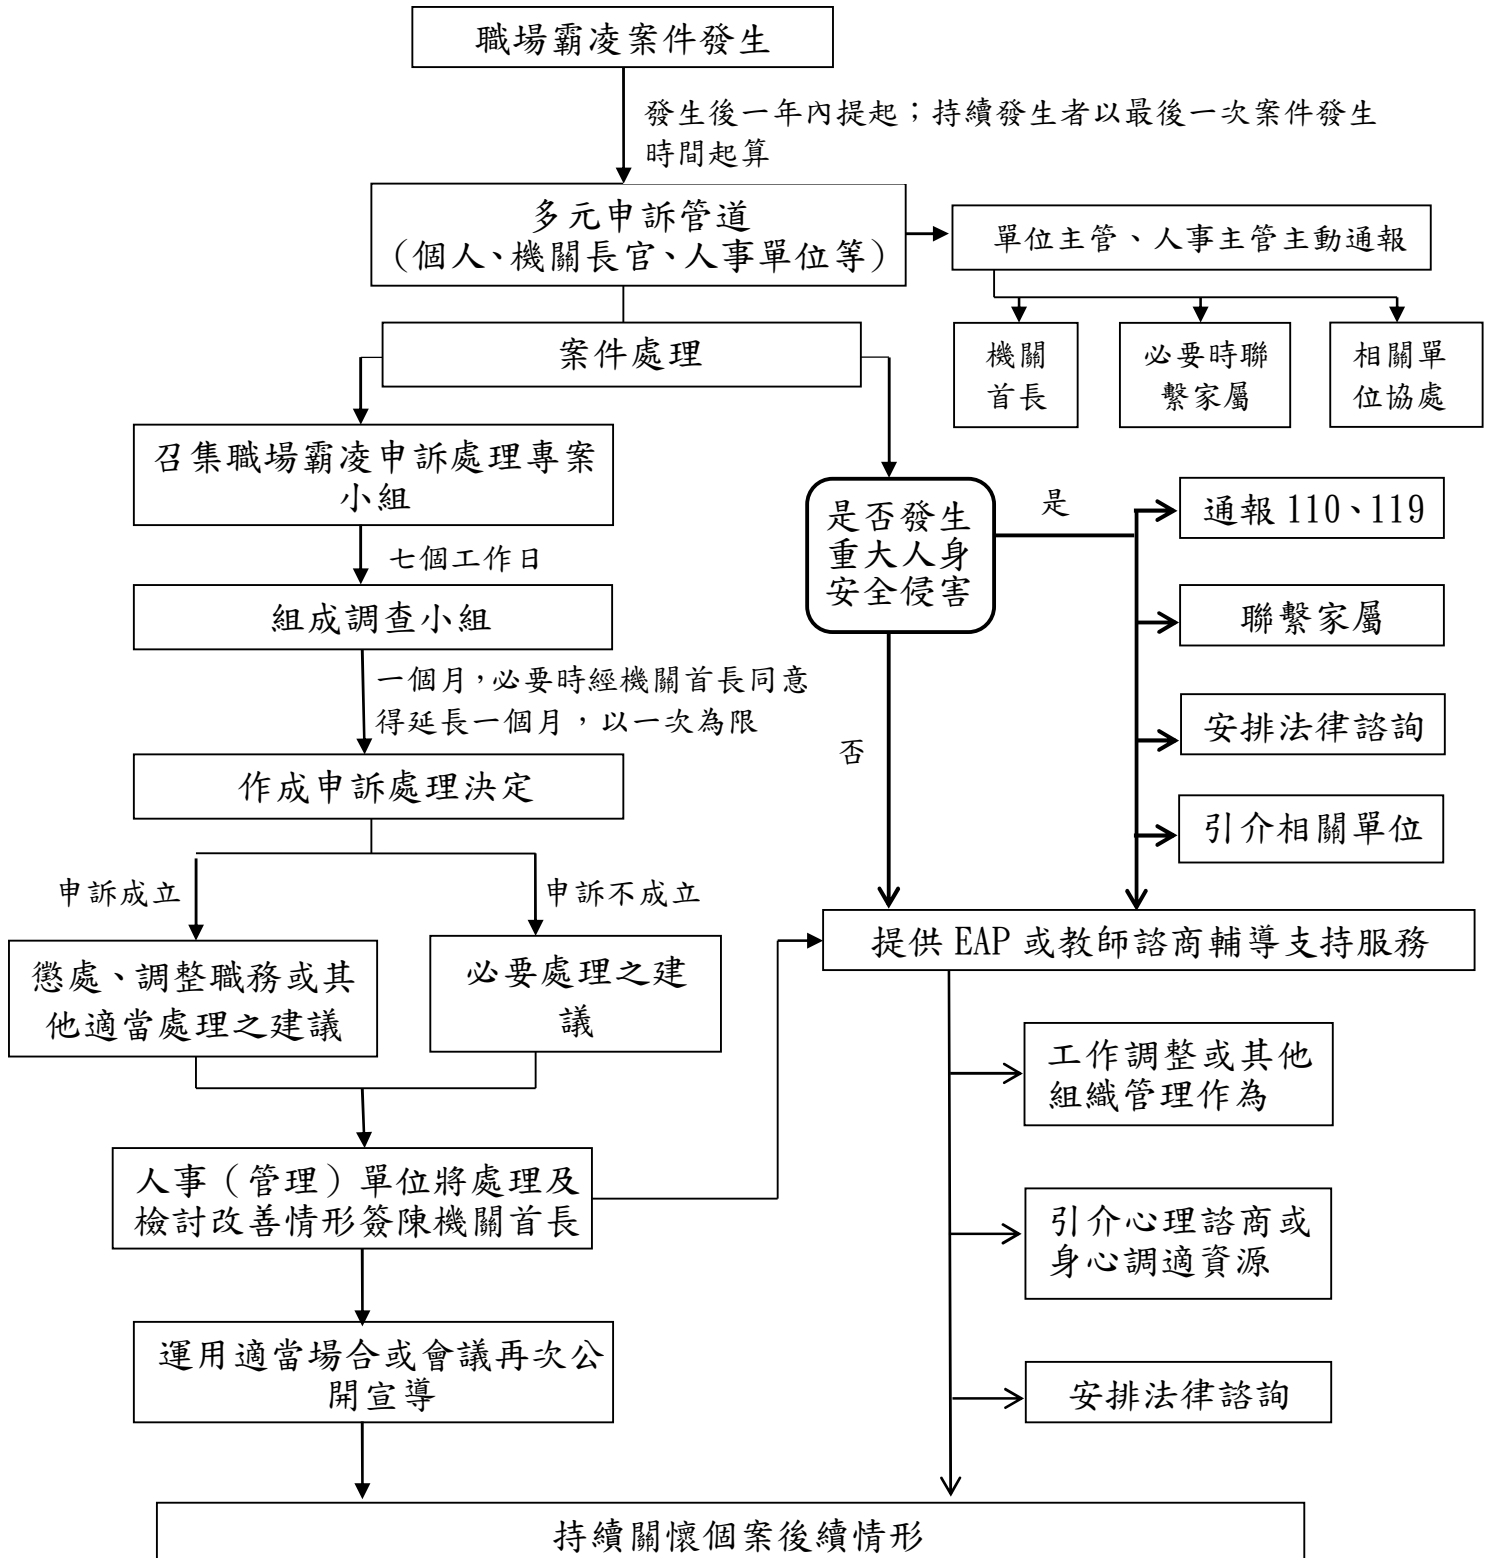 職場霸凌案件發生
發生後一年內提起；持續發生者以最後一次案件發生
時間起算
多元申訴管道
（個人、機關長官、人事單位等）
單位主管、人事主管主動通報
機關
首長
必要時聯
繫家屬
相關單
位協處
案件處理
召集職場霸凌申訴處理專案
小組
七個工作日
組成調查小組
一個月，必要時經機關首長同意
得延長一個月，以一次為限
作成申訴處理決定
申訴成立
申訴不成立
懲處、調整職務或其
他適當處理之建議
必要處理之建
議
人事（管理）單位將處理及
檢討改善情形簽陳機關首長
運用適當場合或會議再次公
開宣導
是否發生
重大人身
安全侵害
是
否
通報 110、119
聯繫家屬
安排法律諮詢
引介相關單位
提供 EAP 或教師諮商輔導支持服務
工作調整或其他
組織管理作為
引介心理諮商或
身心調適資源
安排法律諮詢
持續關懷個案後續情形